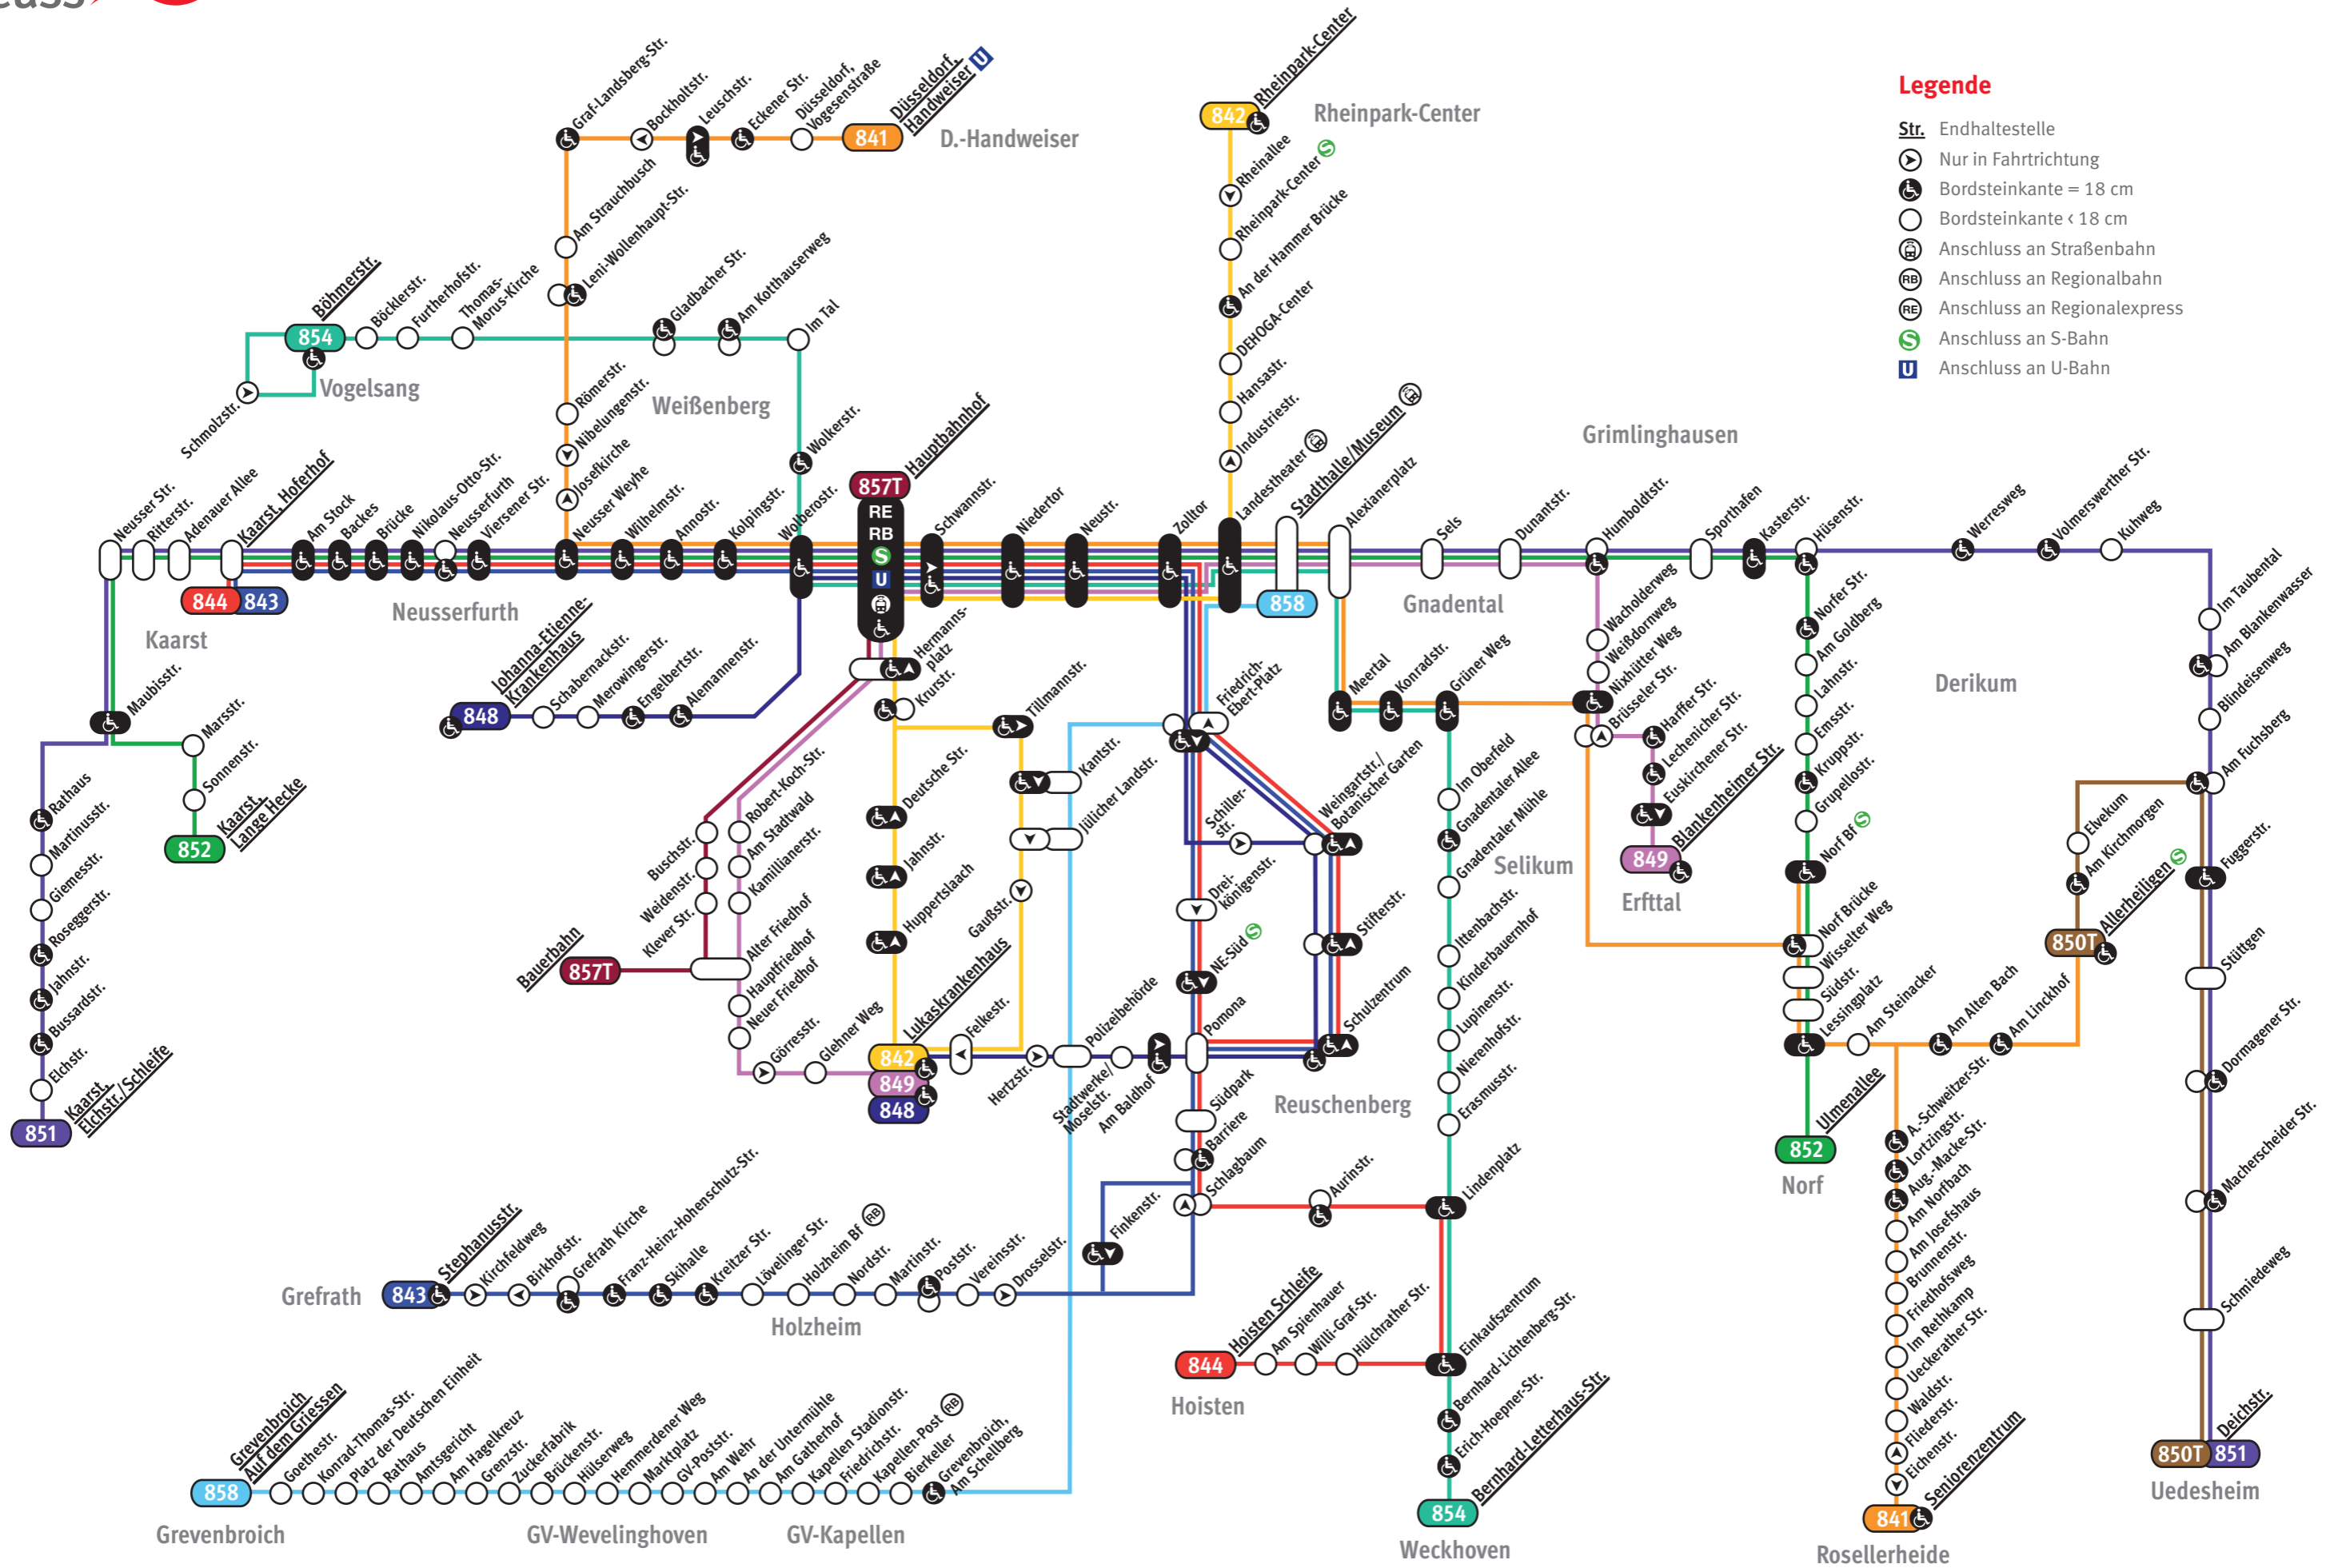 Legende
Str. Endhaltestelle
Nur in Fahrtrichtung
Bordsteinkante = 18 cm
Bordsteinkante < 18 cm
Anschluss an Straßenbahn
RB Anschluss an Regionalbahn
RE Anschluss an Regionalexpress
S Anschluss an S-Bahn
U Anschluss an U-Bahn
Graf-Landsberg-Str.
Bockholtstr.
Leuschstr.
Eckener Str.
Düsseldorf,
Vogesenstraße
841
Düsseldorf,
Handweiser U
D.-Handweiser
Am Strauchbusch
Leni-Wollenhaupt-Str.
Römerstr.
Nibelungenstr.
Josefkirche
842
Rheinpark-Center
Rheinpark-Center
Rheinallee
Rheinpark-Center S
An der Hammer Brücke
DEHOGA-Center
Hansastr.
Industriestr.
Böhmerstr.
854
Böcklerstr.
Furtherhofstr.
Thomas-
Morus-Kirche
Schmolzstr.
Vogelsang
Gladbacher Str.
Am Kotthauserweg
Im Tal
Weißenberg
Wolkerstr.
Neusser Str.
Ritterstr.
Adenauer Allee
Kaarst, Hoferhof
844
843
Kaarst
Am Stock
Backes
Brücke
Nikolaus-Otto-Str.
Neusserfurth
Viersener Str.
Neusserfurth
Neusser Weyhe
Wilhelmstr.
Annostr.
Kolpingstr.
Wolberostr.
857T
Hauptbahnhof
RE
RB
S
U
Schwannstr.
Niedertor
Neustr.
Zolltor
Landestheater
Stadthalle/Museum
858
Alexianerplatz
Sels
Dunantstr.
Gnadental
Grimlinghausen
Humboldtstr.
Sporthafen
Kasterstr.
Hüsenstr.
Werresweg
Volmerswerther Str.
Kuhweg
Im Taubental
Am Blankenwasser
Blindeisenweg
Am Fuchsberg
Derikum
Fuggerstr.
Stüttgen
Dormagener Str.
Macherscheider Str.
Schmiedeweg
Deichstr.
850T
851
Uedesheim
Elvekum
Am Kirchmorgen
Allerheiligen S
850T
Maubisstr.
Marsstr.
Sonnenstr.
Kaarst,
Lange Hecke
852
Rathaus
Martinusstr.
Giemesstr.
Roseggerstr.
Jahnstr.
Bussardstr.
Elchstr.
Kaarst,
Elchstr./Schleife
851
Johanna-Etienne-
Krankenhaus
848
Schabernackstr.
Merowingerstr.
Engelbertstr.
Alemannenstr.
Hermanns-
platz
Krurstr.
Tillmannstr.
Kantstr.
Jülicher Landstr.
Gaußstr.
Deutsche Str.
Jahnstr.
Huppertslaach
Lukaskrankenhaus
842
849
848
Buschstr.
Weidenstr.
Klever Str.
Bauerbahn
857T
Robert-Koch-Str.
Am Stadtwald
Kamillianerstr.
Alter Friedhof
Hauptfriedhof
Neuer Friedhof
Görresstr.
Glehner Weg
Felkestr.
Hertzstr.
Polizeibehörde
Stadtwerke/
Moselstr.
Am Baldhof
Friedrich-
Ebert-Platz
Schiller-
str.
Weingartstr./
Botanischer Garten
Drei-
königenstr.
NE-Süd S
Pomona
Stifterstr.
Schulzentrum
Südpark
Barriere
Schlagbaum
Reuschenberg
Finkenstr.
Aurinstr.
Lindenplatz
Meertal
Konradstr.
Grüner Weg
Im Oberfeld
Gnadentaler Allee
Gnadentaler Mühle
Selikum
Ittenbachstr.
Kinderbauernhof
Lupinenstr.
Nierenhofstr.
Erasmusstr.
Einkaufszentrum
Bernhard-Lichtenberg-Str.
Erich-Hoepner-Str.
Bernhard-Letterhaus-Str.
854
Weckhoven
Hoisten Schleife
844
Am Spienhauer
Willi-Graf-Str.
Hülchrather Str.
Hoisten
Wacholderweg
Weißdornweg
Nixhütter Weg
Brüsseler Str.
Harffer Str.
Lechenicher Str.
Euskirchener Str.
Blankenheimer Str.
849
Erfttal
Norfer Str.
Am Goldberg
Lahnstr.
Emsstr.
Kruppstr.
Grupellostr.
Norf Bf S
Norf Brücke
Wisselter Weg
Südstr.
Lessingplatz
Ulmenallee
852
Norf
Am Steinacker
Am Alten Bach
Am Linckhof
A.-Schweitzer-Str.
Lortzingstr.
Aug.-Macke-Str.
Am Norfbach
Am Josefshaus
Brunnenstr.
Friedhofsweg
Im Rethkamp
Ueckerather Str.
Waldstr.
Fliederstr.
Eichenstr.
Seniorenzentrum
841
Rosellerheide
Grefrath
843
Stephanusstr.
Kirchfeldweg
Birkhofstr.
Grefrath Kirche
Franz-Heinz-Hohenschutz-Str.
Skihalle
Kreitzer Str.
Lövelinger Str.
Holzheim Bf RB
Nordstr.
Martinstr.
Poststr.
Vereinsstr.
Drosselstr.
Holzheim
Grevenbroich
Auf dem Griessen
858
Goethestr.
Konrad-Thomas-Str.
Platz der Deutschen Einheit
Rathaus
Amtsgericht
Am Hagelkreuz
Grenzstr.
Zuckerfabrik
Brückenstr.
Hülserweg
Hemmerdener Weg
Marktplatz
GV-Poststr.
Am Wehr
An der Untermühle
Am Gatherhof
Kapellen Stadionstr.
Friedrichstr.
Kapellen-Post RB
Bierkeller
Grevenbroich,
Am Schellberg
Grevenbroich
GV-Wevelinghoven
GV-Kapellen